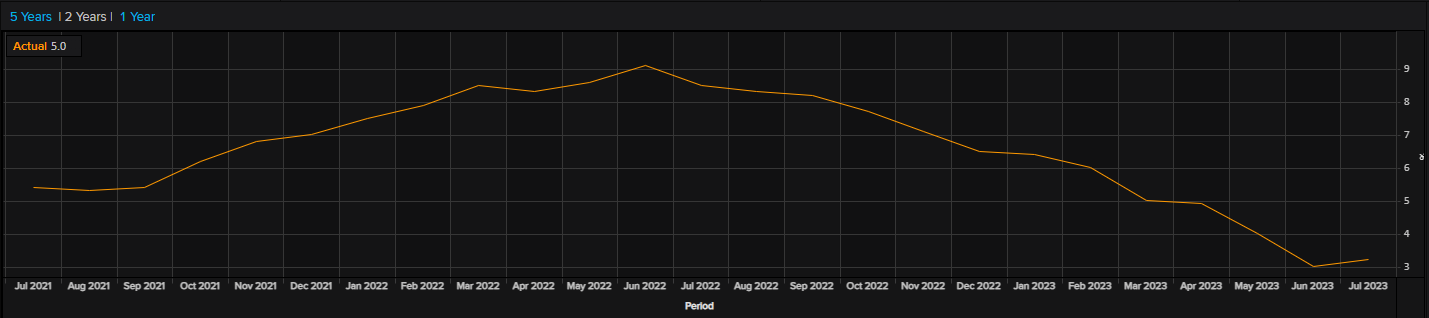 5 Years | 2 Years | 1 Year
Actual 5.0
9
8
7
6
5
4
3
Jul 2021 Aug 2021 Sep 2021 Oct 2021 Nov 2021 Dec 2021 Jan 2022 Feb 2022 Mar 2022 Apr 2022 May 2022 Jun 2022 Jul 2022 Aug 2022 Sep 2022 Oct 2022 Nov 2022 Dec 2022 Jan 2023 Feb 2023 Mar 2023 Apr 2023 May 2023 Jun 2023 Jul 2023
Period